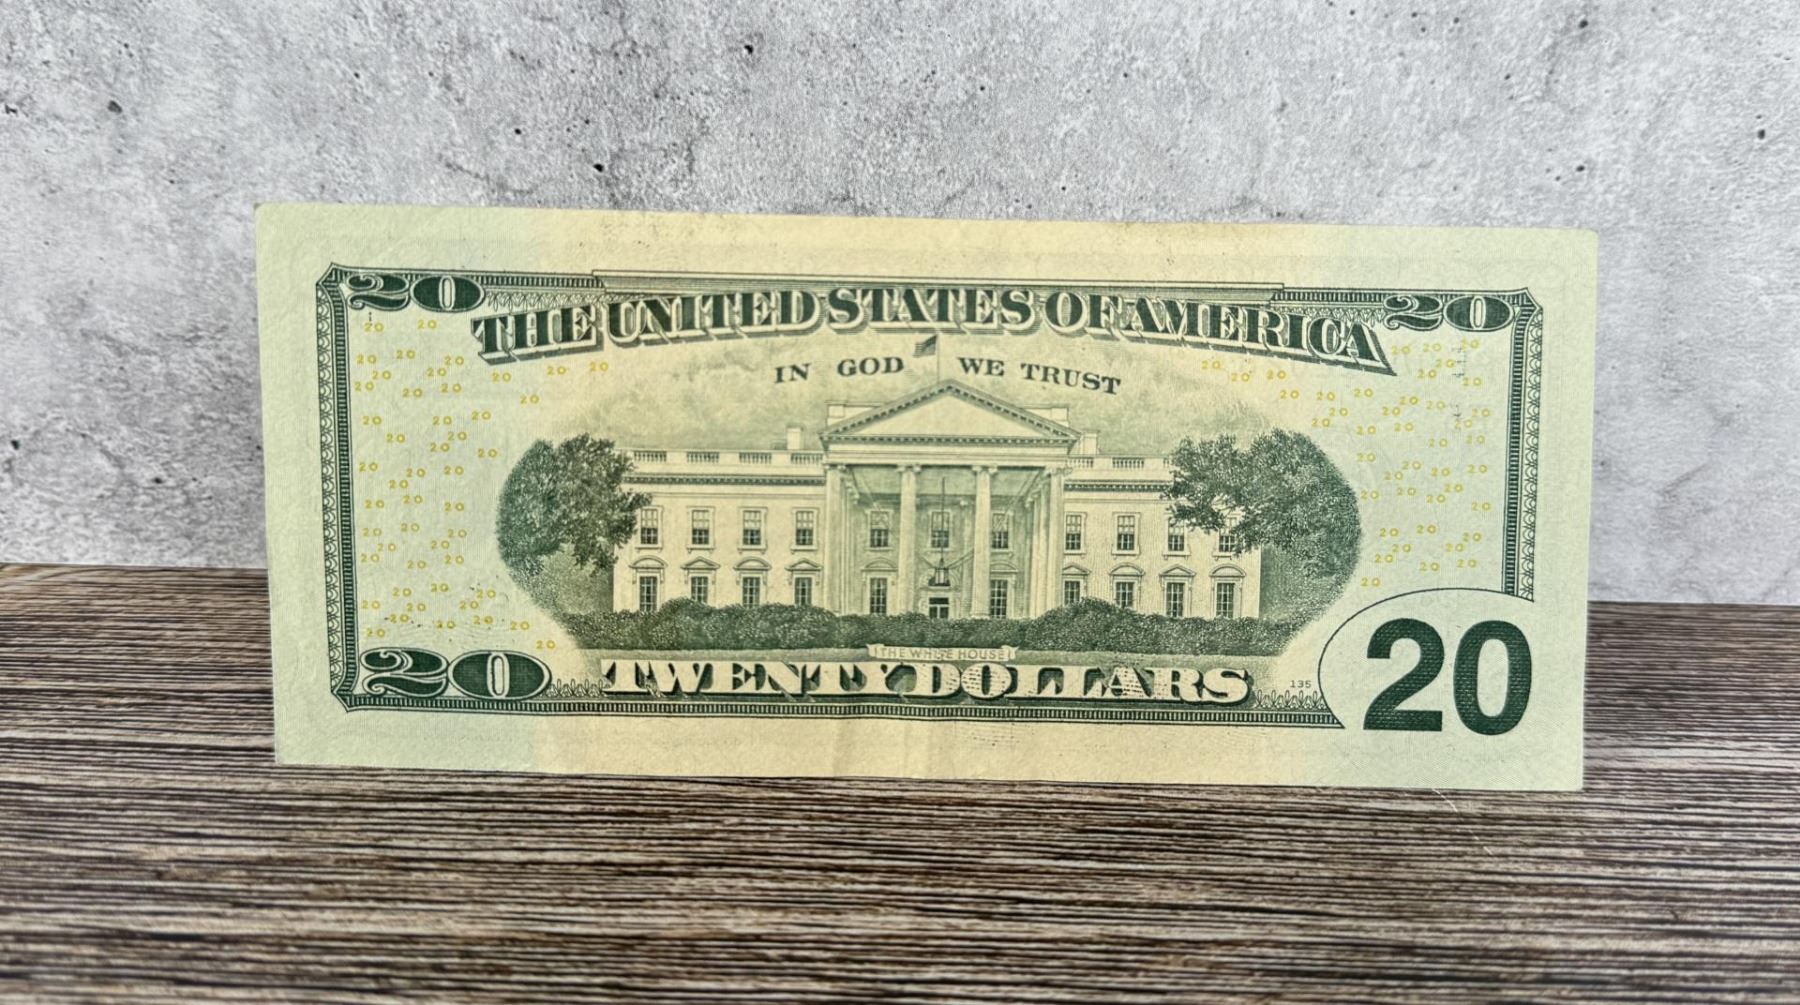 20 THE UNITED STATES OF AMERICA 20
IN GOD WE TRUST
THE WHITE HOUSE
20 TWENTY DOLLARS 135 20